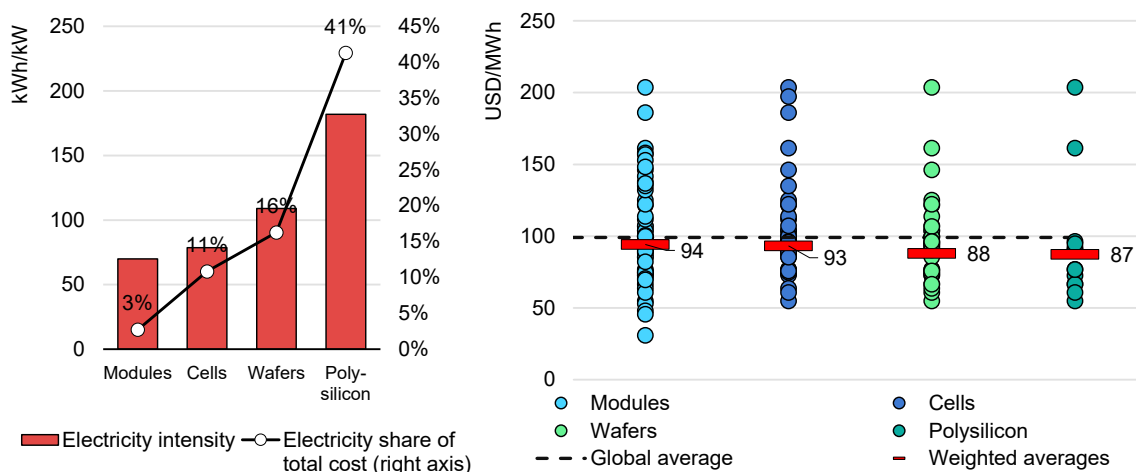 kWh/kW
250
200
150
100
50
0
45%
40%
35%
30%
25%
20%
15%
10%
5%
0%
3%
11%
16%
41%
Modules
Cells
Wafers
Poly-
silicon
Electricity intensity
Electricity share of
total cost (right axis)
USD/MWh
250
200
150
100
50
0
94
93
88
87
Modules
Cells
Wafers
Polysilicon
Global average
Weighted averages